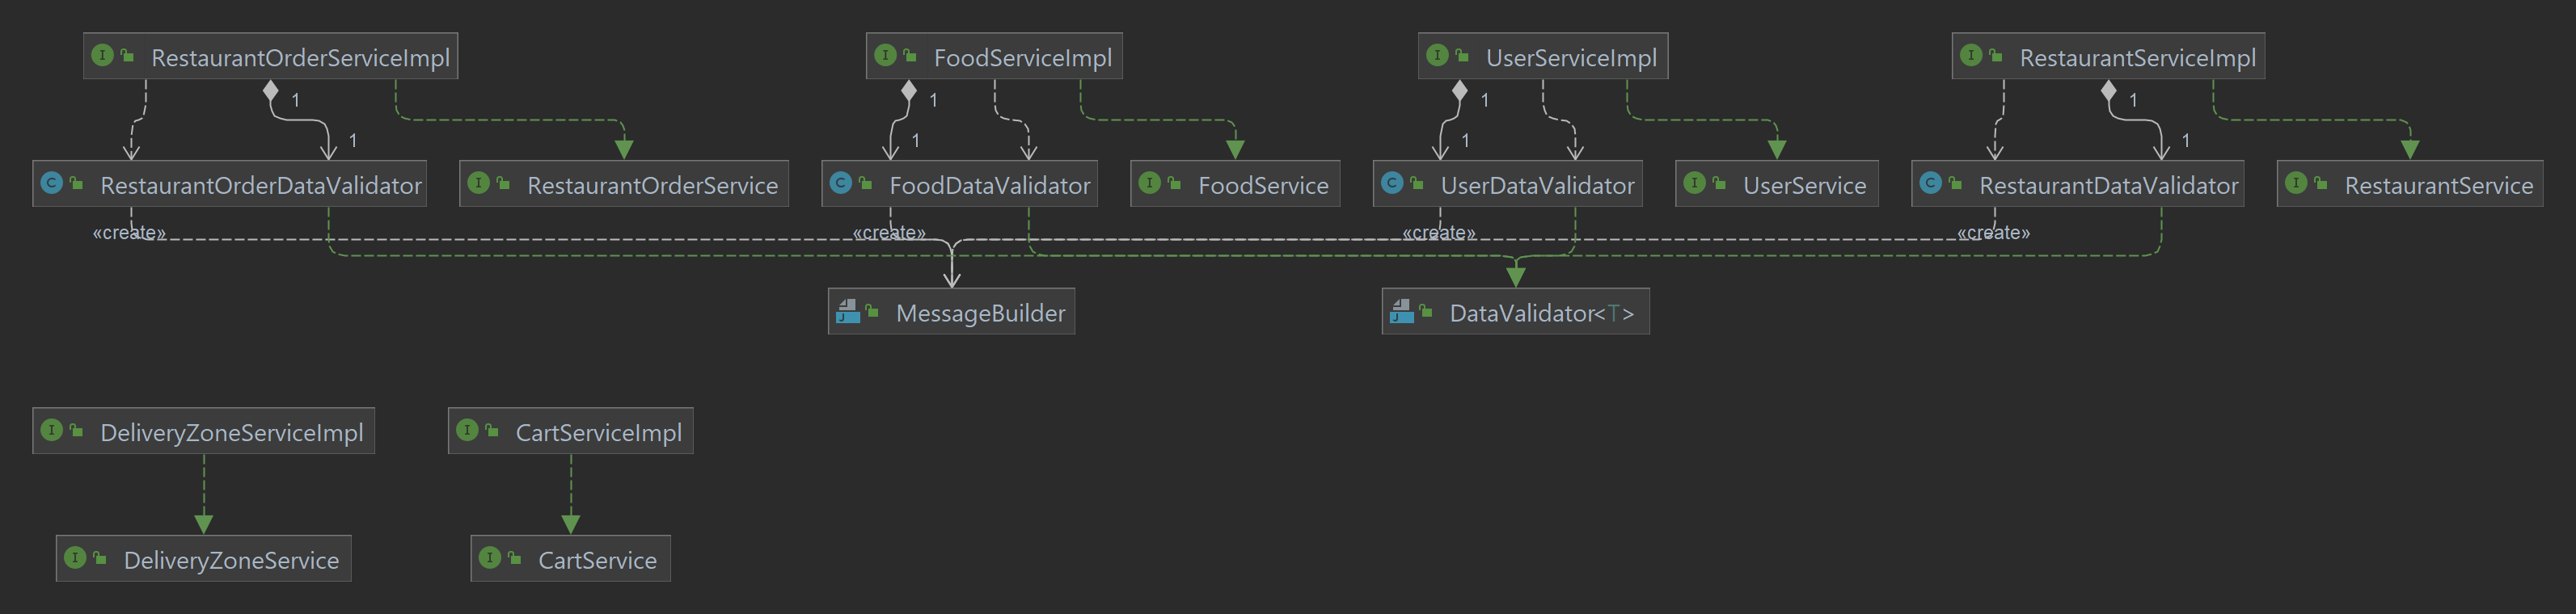 I RestaurantOrderServiceImpl
I FoodServiceImpl
I UserServiceImpl
I RestaurantServiceImpl
1
1
1
1
1
1
1
1
C RestaurantOrderDataValidator
I RestaurantOrderService
C FoodDataValidator
I FoodService
C UserDataValidator
I UserService
C RestaurantDataValidator
I RestaurantService
«create»
«create»
«create»
«create»
J MessageBuilder
J DataValidator<T>
I DeliveryZoneServiceImpl
I CartServiceImpl
I DeliveryZoneService
I CartService